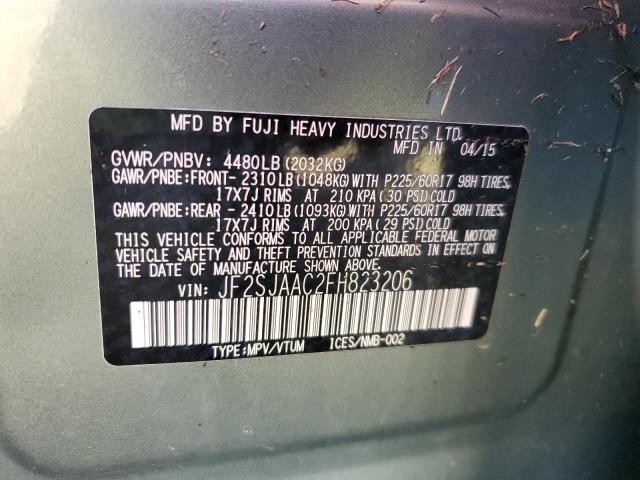 MFD BY FUJI HEAVY INDUSTRIES LTD.
MFD IN 04/15
GVWR/PNBV: 4480LB(2032KG)
GAWR/PNBE:FRONT- 2310LB(1048KG)WITH P225/60R17 98H TIRES,
17X7J RIMS AT 210 KPA( 30 PSI)COLD
GAWR/PNBE:REAR - 2410LB(1093KG)WITH P225/60R17 98H TIRES,
17X7J RIMS AT 200 KPA( 29 PSI)COLD
THIS VEHICLE CONFORMS TO ALL APPLICABLE FEDERAL MOTOR
VEHICLE SAFETY AND THEFT PREVENTION STANDARDS IN EFFECT ON
THE DATE OF MANUFACTURE SHOWN ABOVE.
VIN: JF2SJAAC2FH823206
TYPE:MPV/VTUM ICES/NMB-002